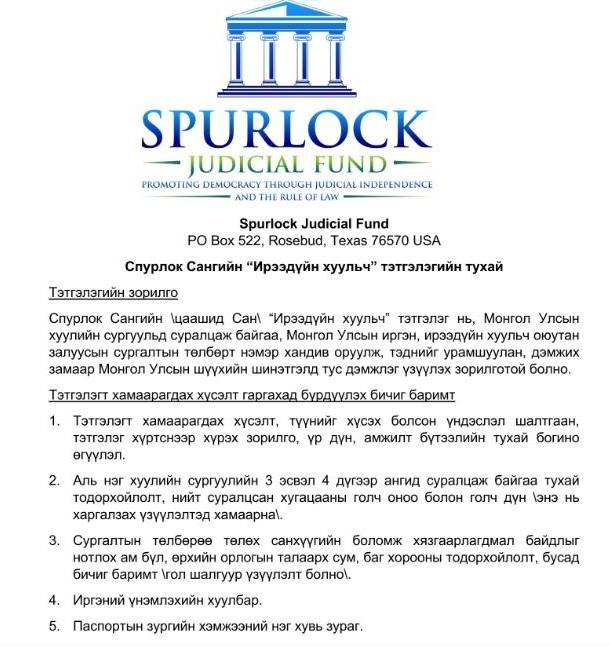 SPURLOCK
JUDICIAL FUND
PROMOTING DEMOCRACY THROUGH JUDICIAL INDEPENDENCE
AND THE RULE OF LAW
Spurlock Judicial Fund
PO Box 522, Rosebud, Texas 76570 USA
Спурлок Сангийн “Ирээдүйн хуульч” тэтгэлэгийн тухай
Тэтгэлэгийн зорилго
Спурлок Сангийн \цаашид Сан\ “Ирээдүйн хуульч” тэтгэлэг нь, Монгол Улсын
хуулийн сургуульд суралцаж байгаа, Монгол Улсын иргэн, ирээдүйн хуульч оюутан
залуусын сургалтын төлбөрт нэмэр хандив оруулж, тэднийг урамшуулан, дэмжих
замаар Монгол Улсын шүүхийн шинэтгэлд тус дэмжлэг үзүүлэх зорилготой болно.
Тэтгэлэгт хамаарагдах хүсэлт гаргахад бүрдүүлэх бичиг баримт
1. Тэтгэлэгт хамаарагдах хүсэлт, түүнийг хүсэх болсон үндэслэл шалтгаан,
тэтгэлэг хүртснээр хүрэх зорилго, үр дүн, амжилт бүтээлийн тухай богино
өгүүлэл.
2. Аль нэг хуулийн сургуулийн 3 эсвэл 4 дүгээр ангид суралцаж байгаа тухай
тодорхойлолт, нийт суралцсан хугацааны голч оноо болон голч дүн \энэ нь
харгалзах үзүүлэлтэд хамаарна\.
3. Сургалтын төлбөрөө төлөх санхүүгийн боломж хязгаарлагдмал байдлыг
нотлох ам бүл, өрхийн орлогын талаарх сум, баг хорооны тодорхойлолт, бусад
бичиг баримт \гол шалгуур үзүүлэлт болно\.
4. Иргэний үнэмлэхийн хуулбар.
5. Паспортын зургийн хэмжээний нэг хувь зураг.